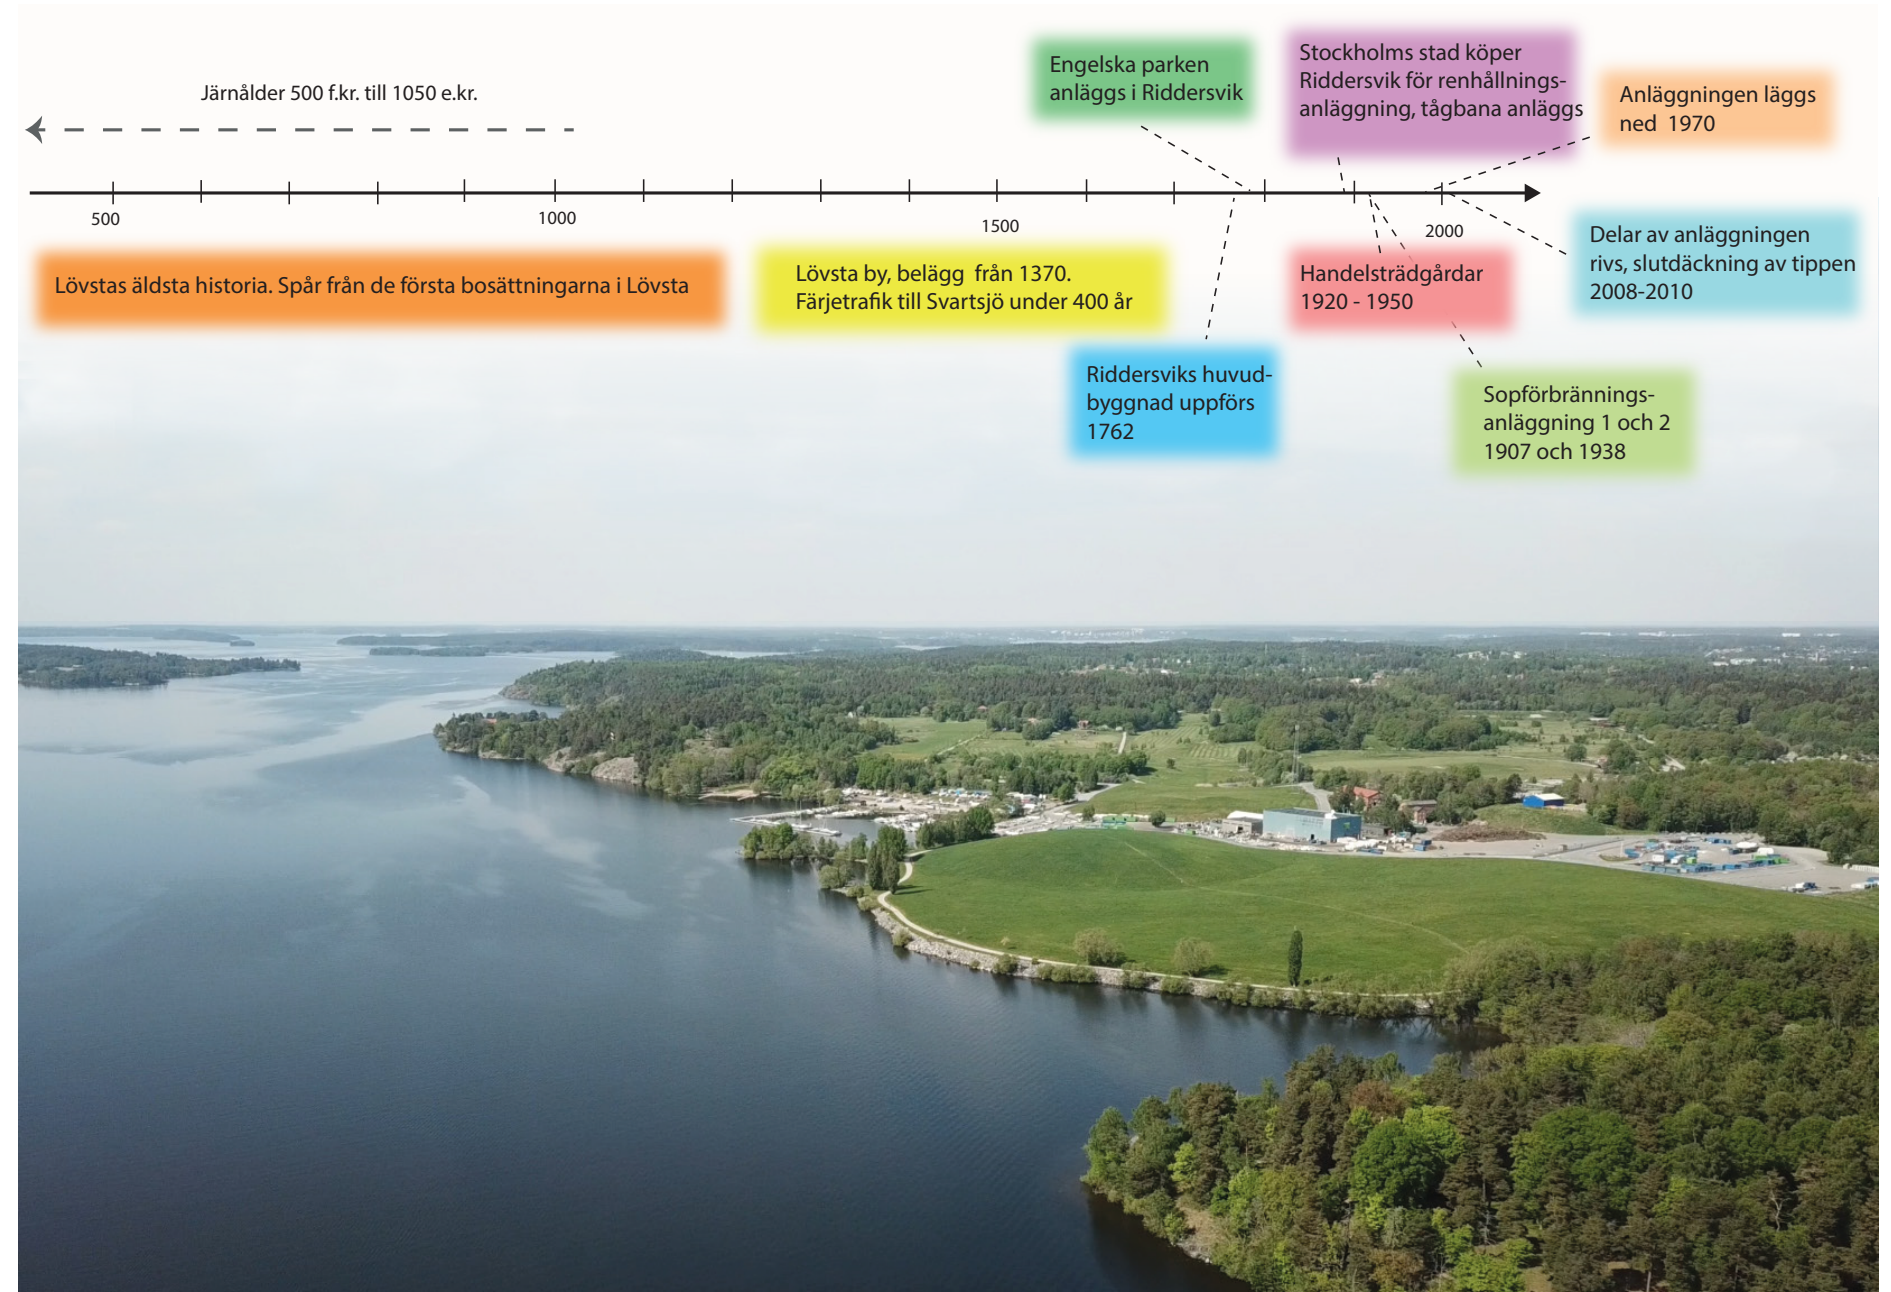 Järnålder 500 f.kr. till 1050 e.kr.
Engelska parken
anläggs i Riddersvik
Stockholms stad köper
Riddersvik för renhållnings-
anläggning, tågbana anläggs
Anläggningen läggs
ned 1970
500
1000
1500
2000
Lövstas äldsta historia. Spår från de första bosättningarna i Lövsta
Lövsta by, belägg från 1370.
Färjetrafik till Svartsjö under 400 år
Handelsträdgårdar
1920 - 1950
Delar av anläggningen
rivs, slutdäckning av tippen
2008-2010
Riddersviks huvud-
byggnad uppförs
1762
Sopförbrännings-
anläggning 1 och 2
1907 och 1938